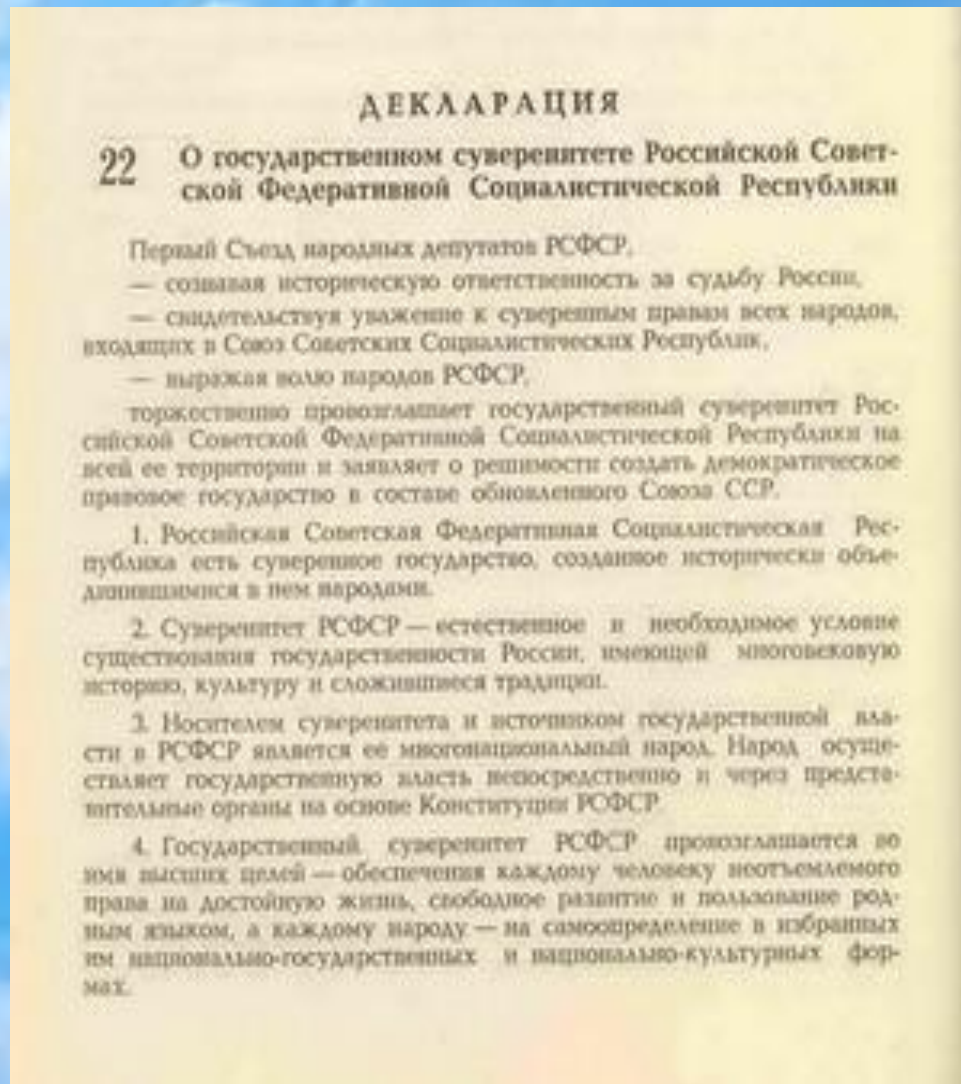 ДЕКЛАРАЦИЯ
22 О государственном суверенитете Российской Совет-
ской Федеративной Социалистической Республики
Первый Съезд народных депутатов РСФСР,
— сознавая историческую ответственность за судьбу России,
— свидетельствуя уважение к суверенным правам всех народов,
входящих в Союз Советских Социалистических Республик,
— выражая волю народов РСФСР,
торжественно провозглашает государственный суверенитет Рос-
сийской Советской Федеративной Социалистической Республики на
всей ее территории и заявляет о решимости создать демократическое
правовое государство в составе обновленного Союза ССР.
1. Российская Советская Федеративная Социалистическая Рес-
публика есть суверенное государство, созданное исторически объе-
динившимися в нем народами.
2. Суверенитет РСФСР — естественное и необходимое условие
существования государственности России, имеющей многовековую
историю, культуру и сложившиеся традиции.
3. Носителем суверенитета и источником государственной вла-
сти в РСФСР является ее многонациональный народ. Народ осуще-
ствляет государственную власть непосредственно и через предста-
вительные органы на основе Конституции РСФСР.
4. Государственный суверенитет РСФСР провозглашается во
имя высших целей — обеспечения каждому человеку неотъемлемого
права на достойную жизнь, свободное развитие и пользование род-
ным языком, а каждому народу — на самоопределение в избранных
им национально-государственных и национально-культурных фор-
мах.